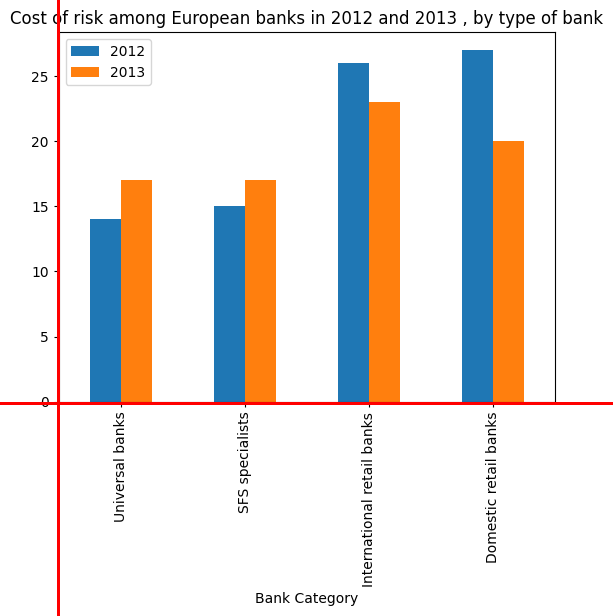 Cost of risk among European banks in 2012 and 2013 , by type of bank
2012
2013
25
20
15
10
5
0
Universal banks
SFS specialists
International retail banks
Domestic retail banks
Bank Category